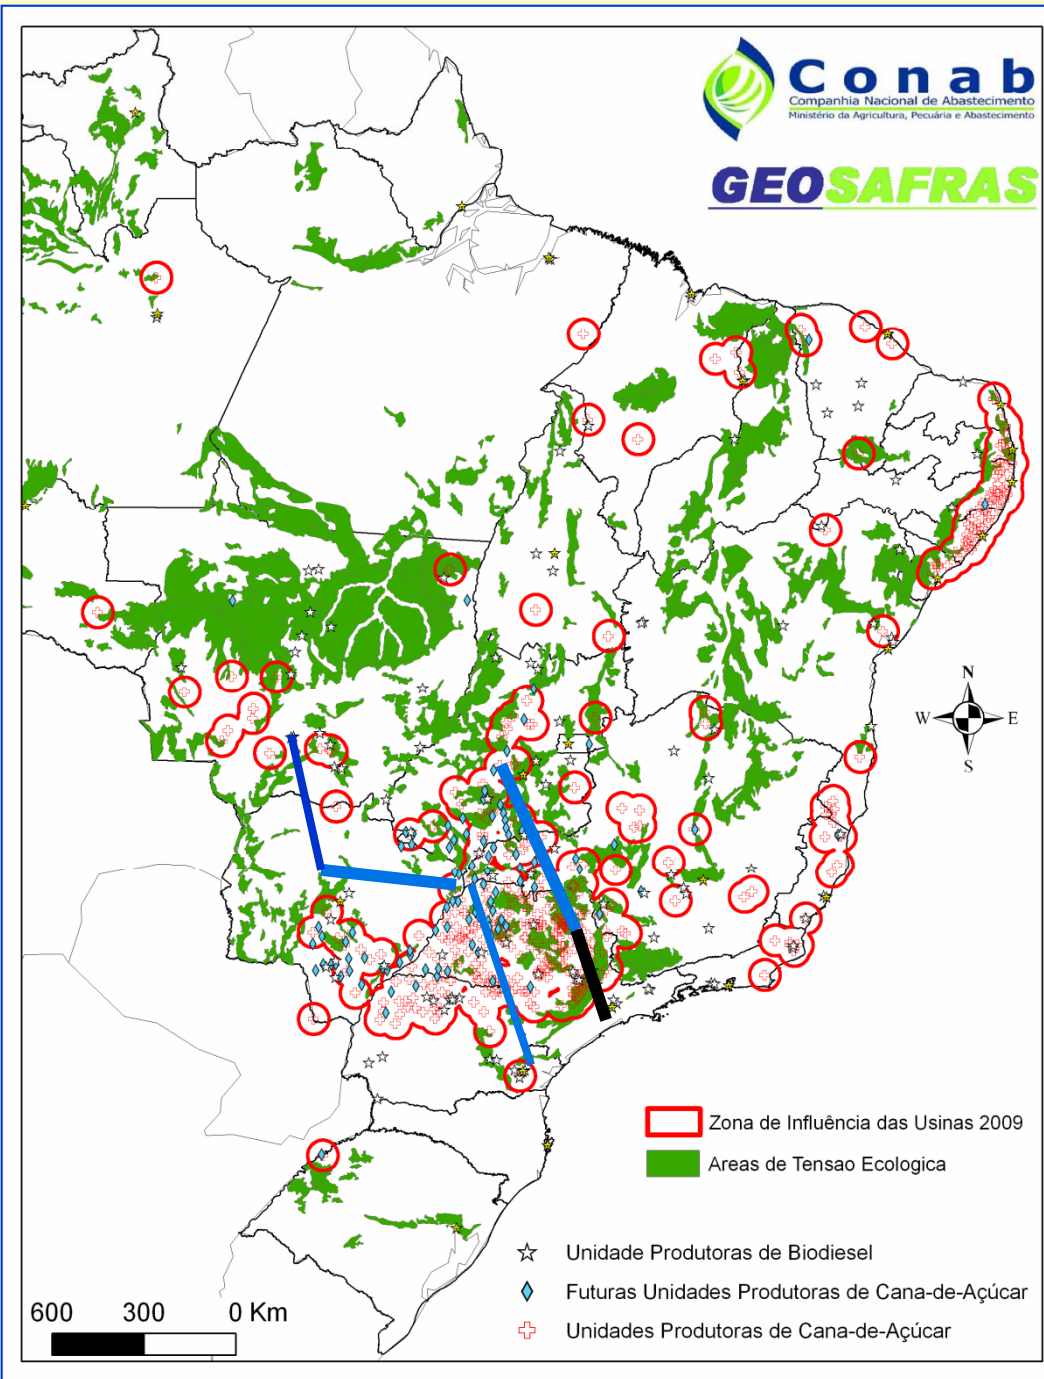 Conab
Companhia Nacional de Abastecimento
Ministério da Agricultura, Pecuária e Abastecimento
GEOSAFRAS
N
W
E
S
Zona de Influência das Usinas 2009
Areas de Tensao Ecologica
Unidade Produtoras de Biodiesel
Futuras Unidades Produtoras de Cana-de-Açúcar
Unidades Produtoras de Cana-de-Açúcar
600 300 0 Km